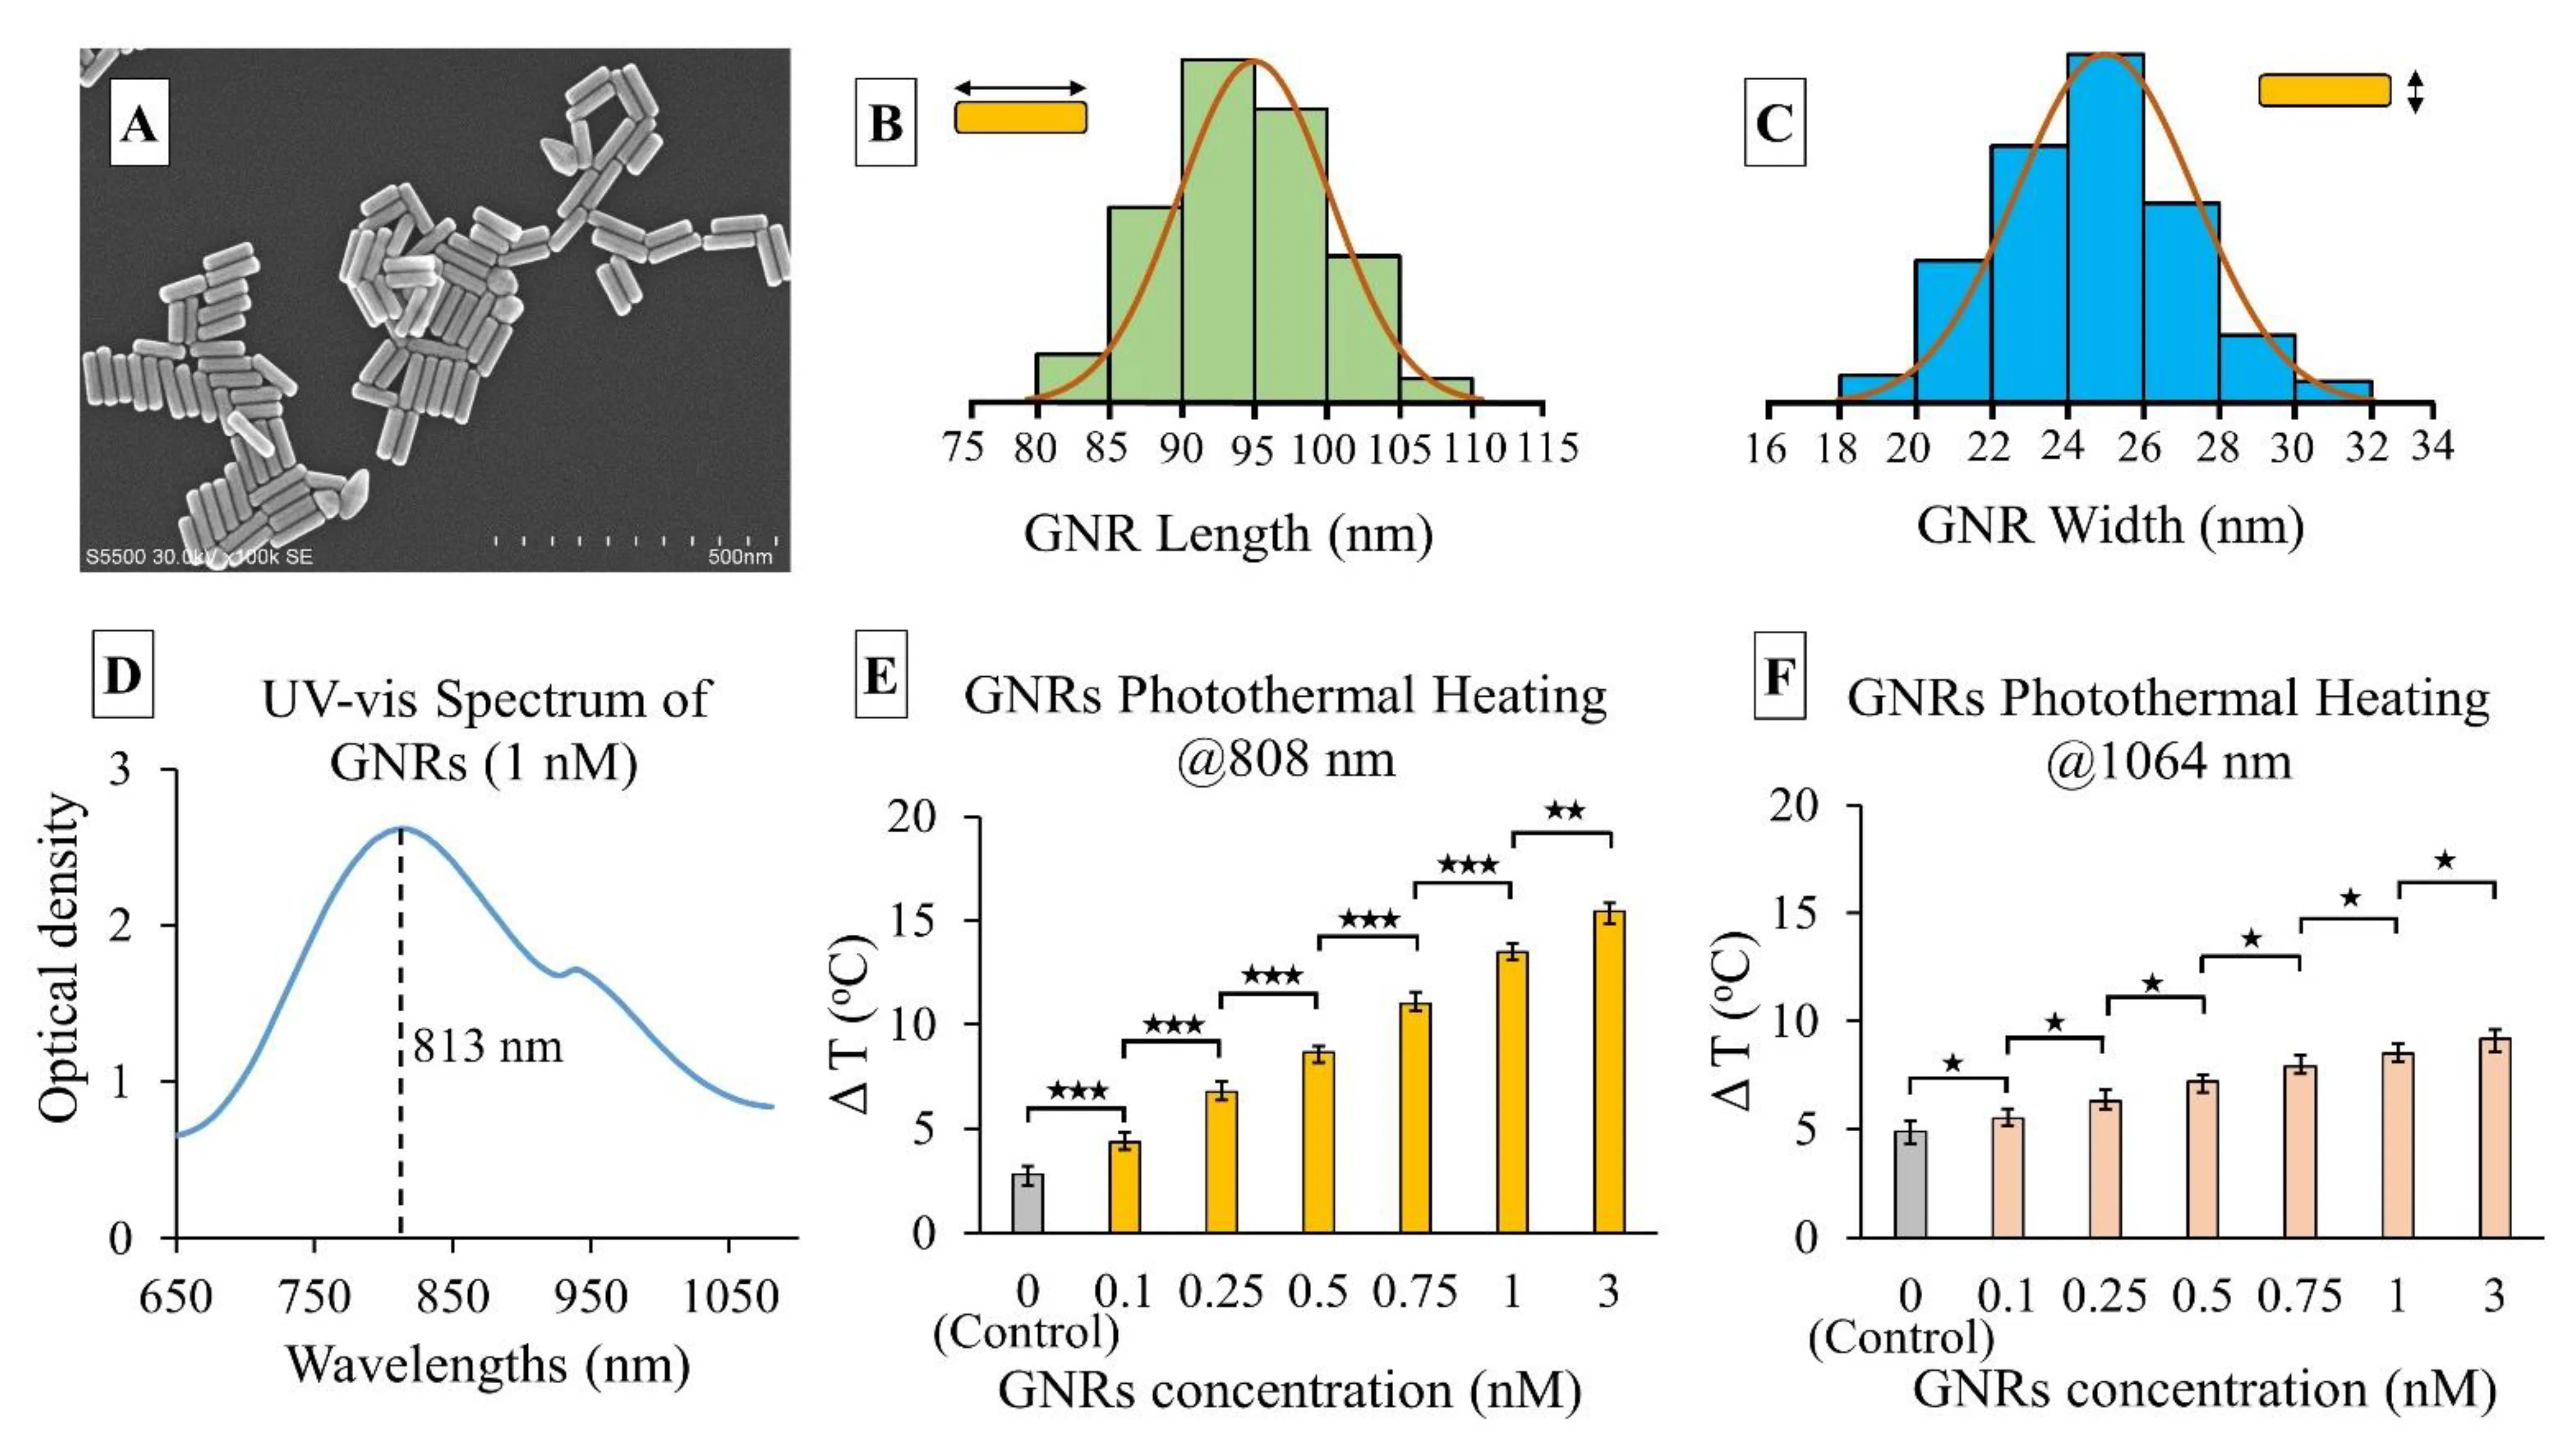 A
S5500 30.0kV x100k SE
500nm
B
75 80 85 90 95 100 105 110 115
GNR Length (nm)
C
16 18 20 22 24 26 28 30 32 34
GNR Width (nm)
D
UV-vis Spectrum of
GNRs (1 nM)
Optical density
3
2
1
0
813 nm
650 750 850 950 1050
Wavelengths (nm)
E
GNRs Photothermal Heating
@808 nm
Δ T (ºC)
20
15
10
5
0
★★★
★★★
★★★
★★★
★★★
★★
0 0.1 0.25 0.5 0.75 1 3
(Control)
GNRs concentration (nM)
F
GNRs Photothermal Heating
@1064 nm
Δ T (ºC)
20
15
10
5
0
★
★
★
★
★
★
0 0.1 0.25 0.5 0.75 1 3
(Control)
GNRs concentration (nM)